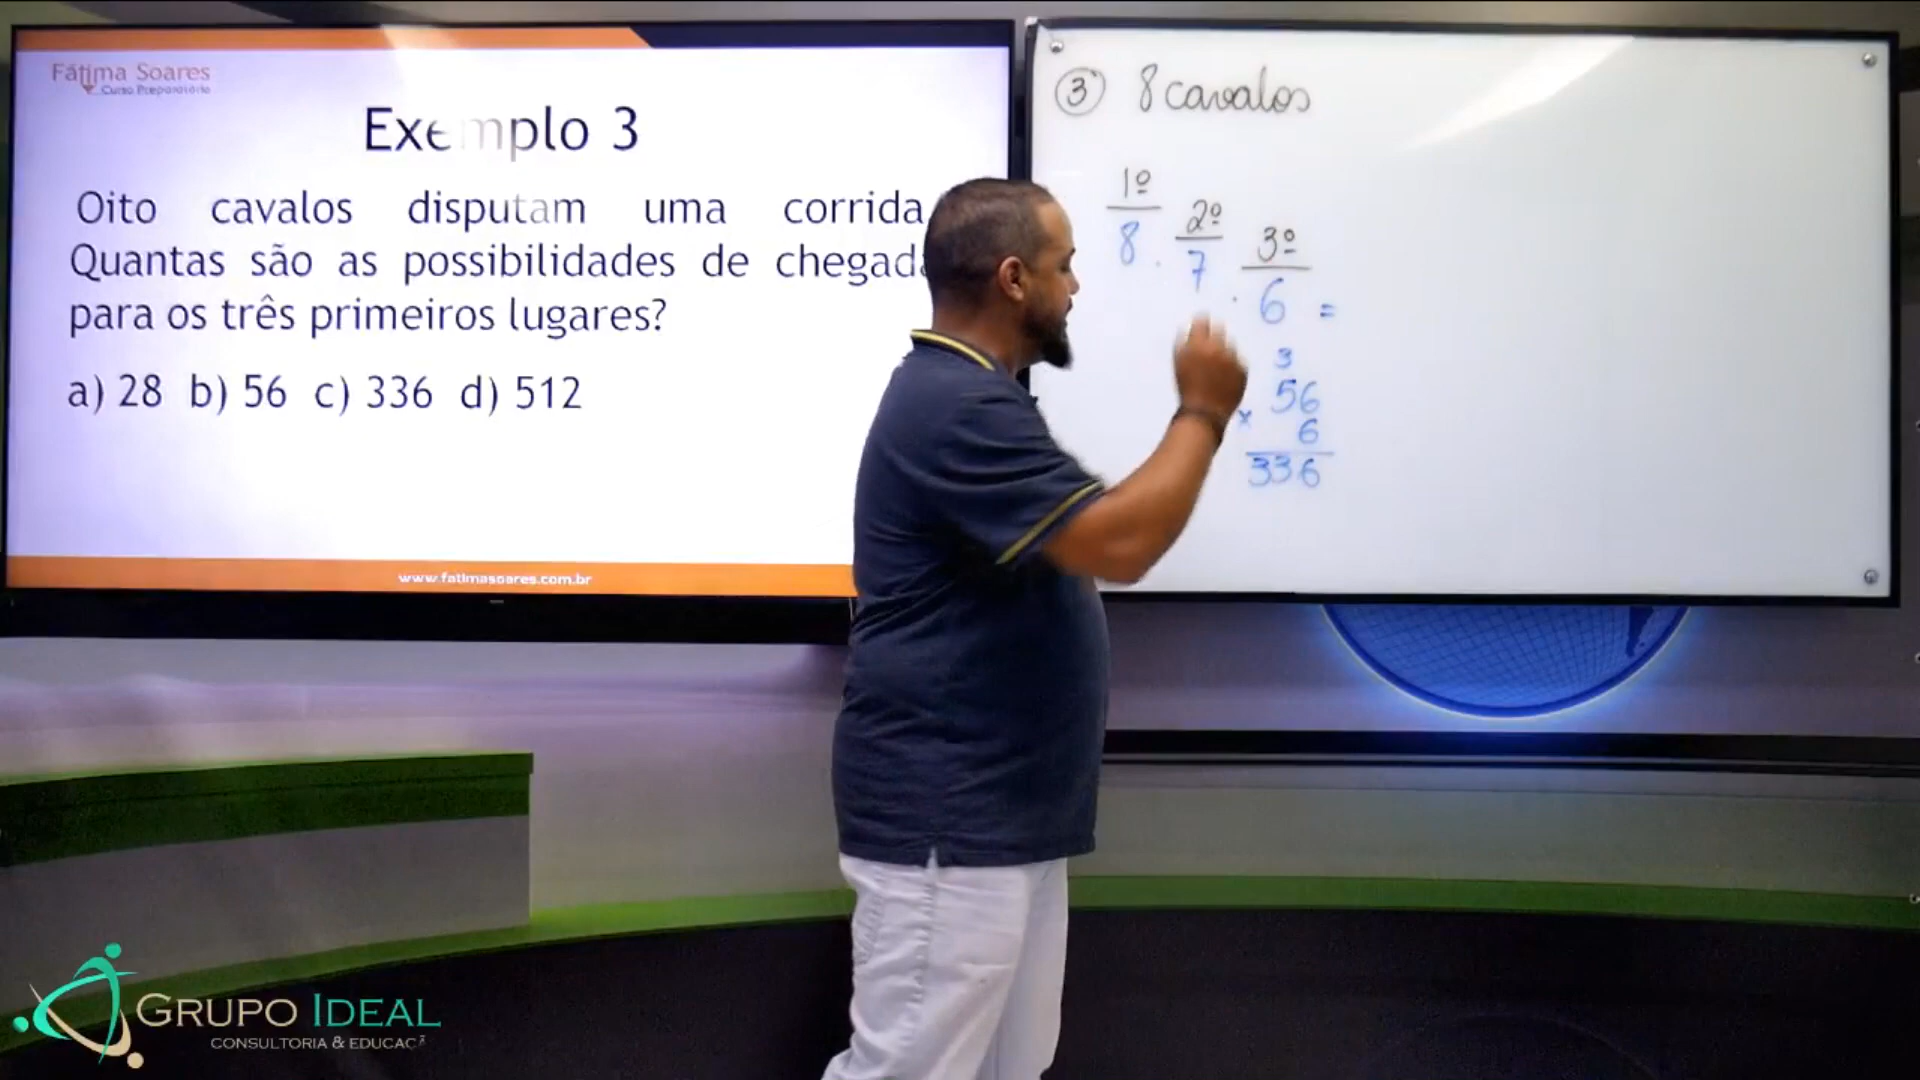 Fátima Soares
Curso Preparatório
Exemplo 3
Oito cavalos disputam uma corrida
Quantas são as possibilidades de chegada
para os três primeiros lugares?
a) 28 b) 56 c) 336 d) 512
www.fatimasoares.com.br
3 8 cavalos
1º 2º 3º
8 . 7 . 6 =
3
56
x 6
336
GRUPO IDEAL
CONSULTORIA & EDUCAÇ